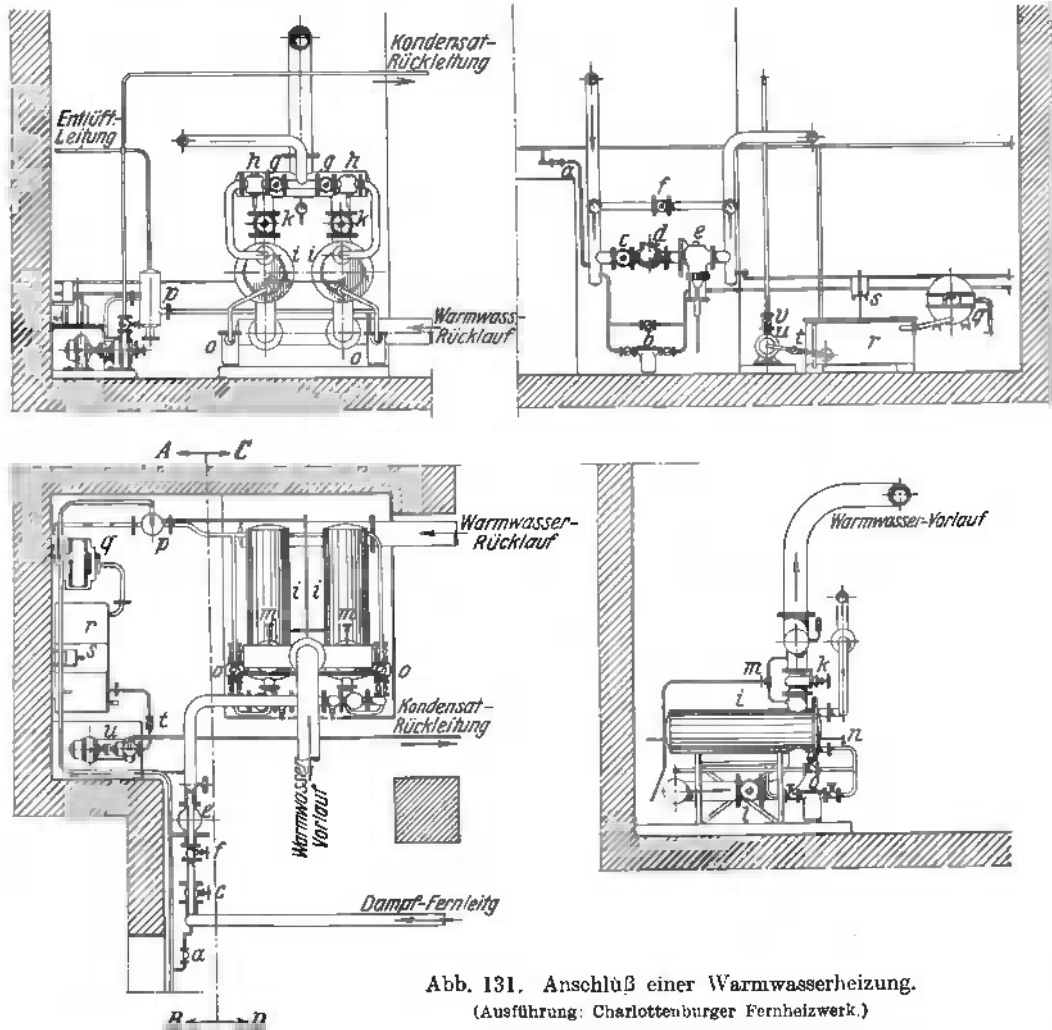 Kondensat-
Rückleitung
Entlüft-
Leitung
h g g h
k k
i i
p
Warmwass
Rücklauf
o o
a
f
c d e
b
s
q
v
u
t
r
A C
Warmwasser-
Rücklauf
p
q
i i
r
m m
s
o o
Kondensat-
Rückleitung
t
u
Warmwasser
Vorlauf
e
f
c
Dampf-Fernleitg
a
B D
Warmwasser-Vorlauf
m k
i
n
o
l
Abb. 131. Anschluß einer Warmwasserheizung.
(Ausführung: Charlottenburger Fernheizwerk.)